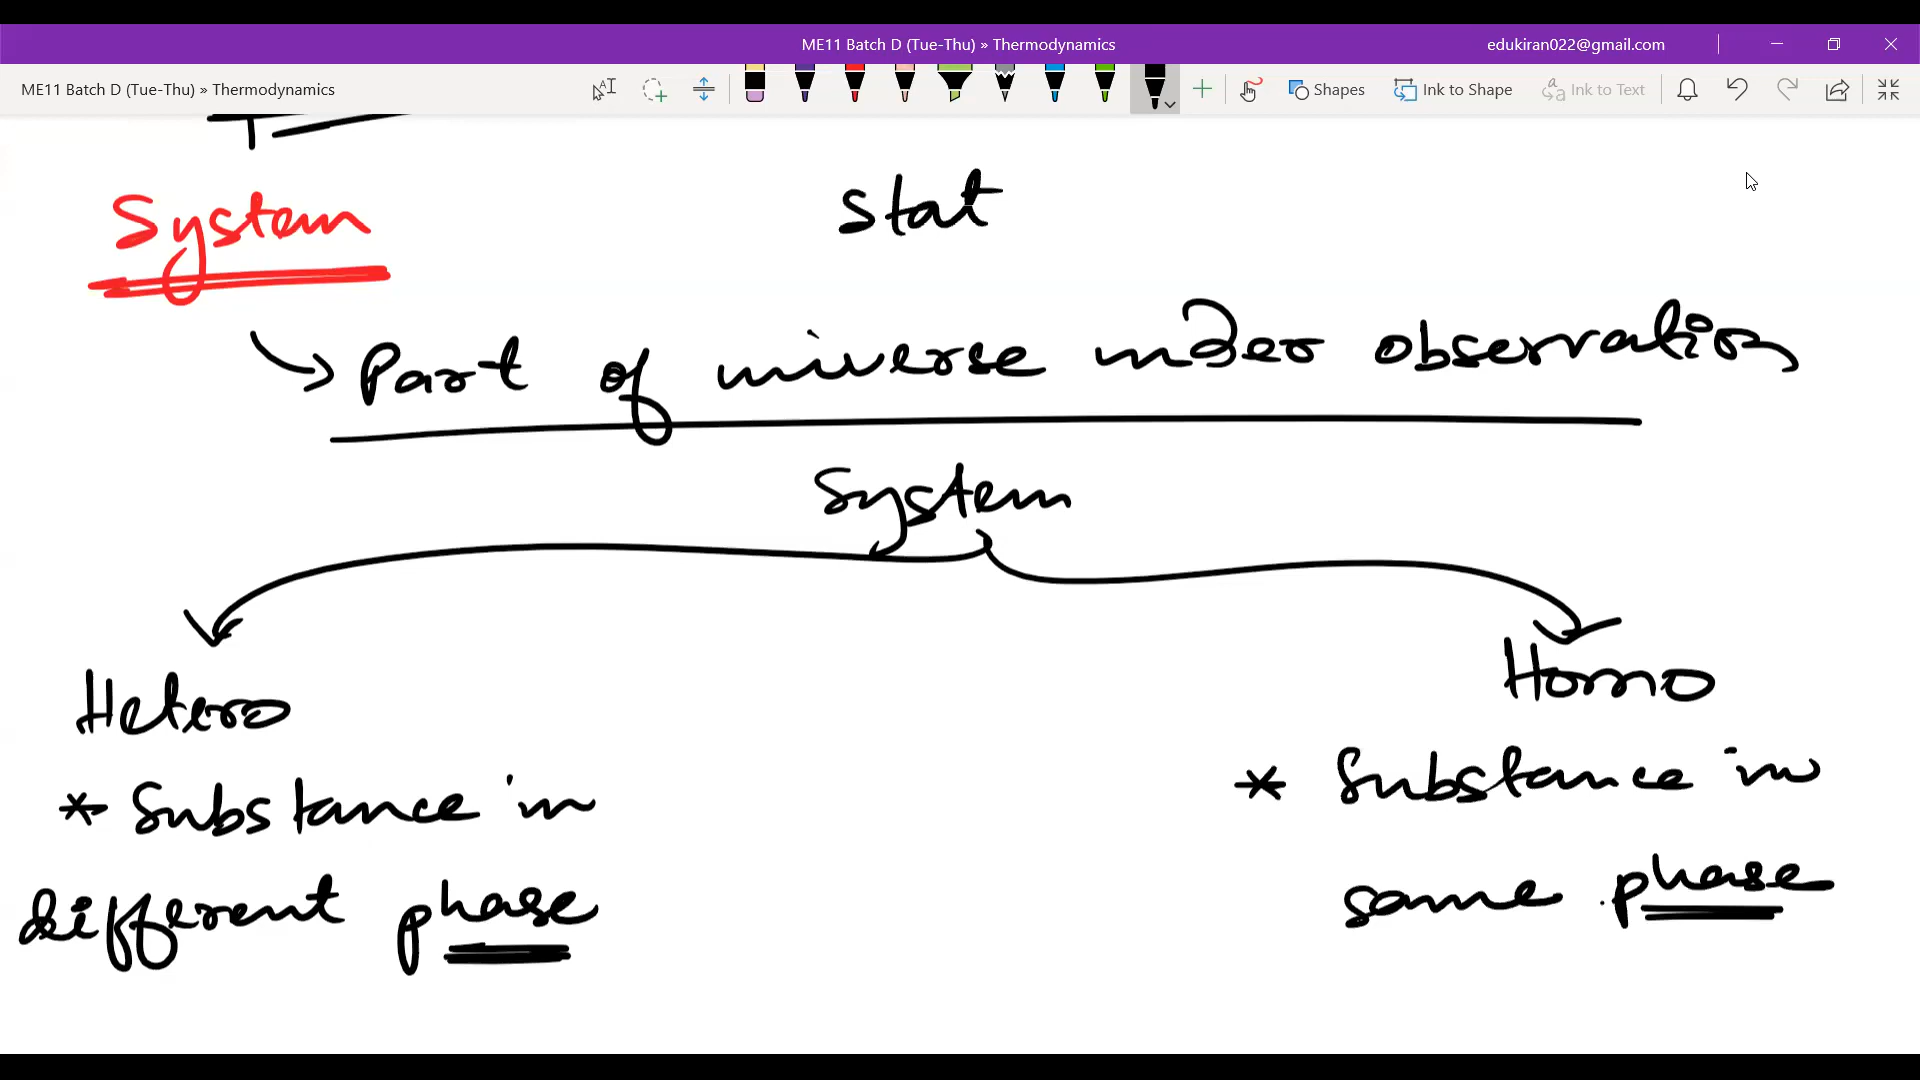 ME11 Batch D (Tue-Thu) » Thermodynamics
edukiran022@gmail.com
ME11 Batch D (Tue-Thu) » Thermodynamics
Shapes
Ink to Shape
Ink to Text
System
Stat
Part of universe under observation
System
Hetero
Homo
* Substance in
different phase
* Substance in
same phase